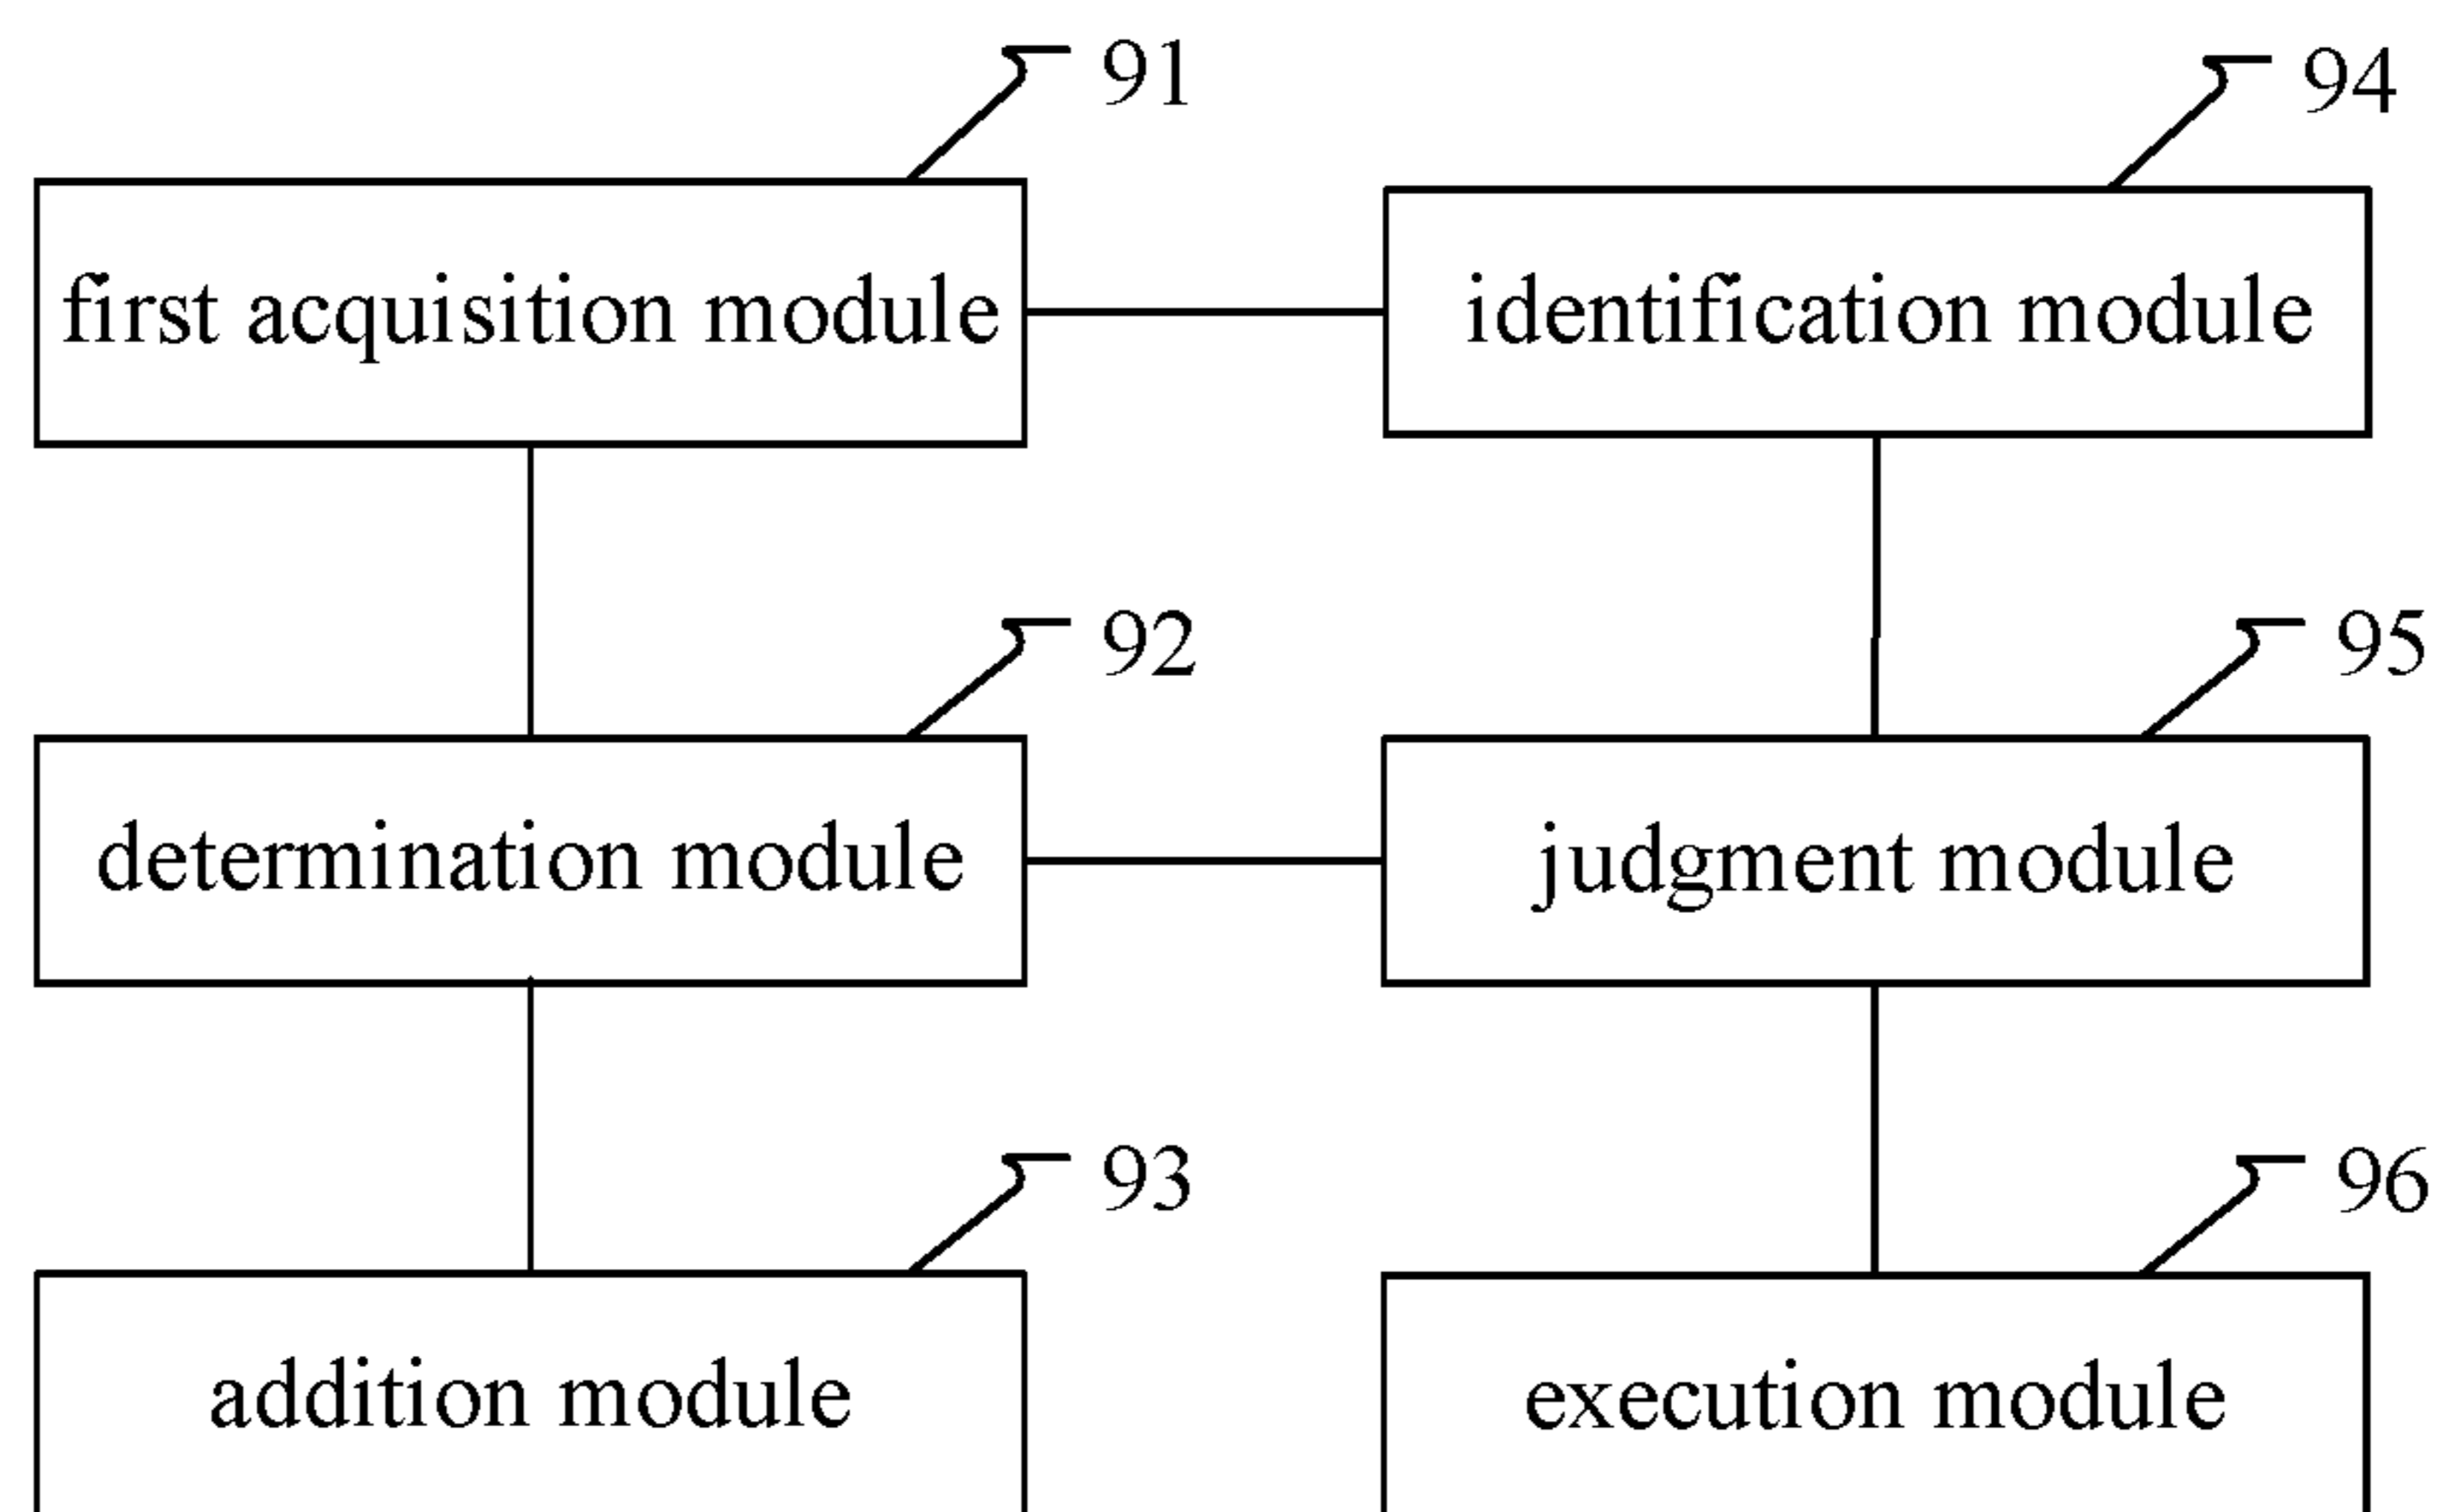 91
94
first acquisition module
identification module
92
95
determination module
judgment module
93
96
addition module
execution module